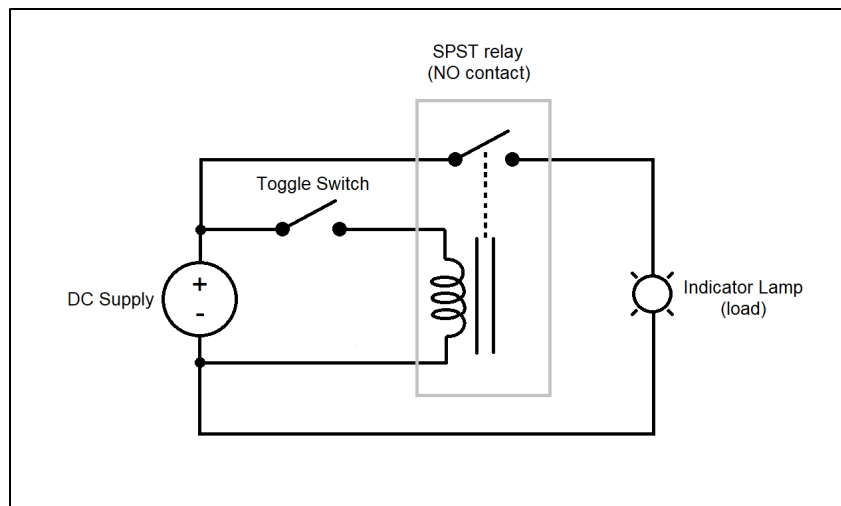 SPST relay
(NO contact)
Toggle Switch
DC Supply
+
-
Indicator Lamp
(load)